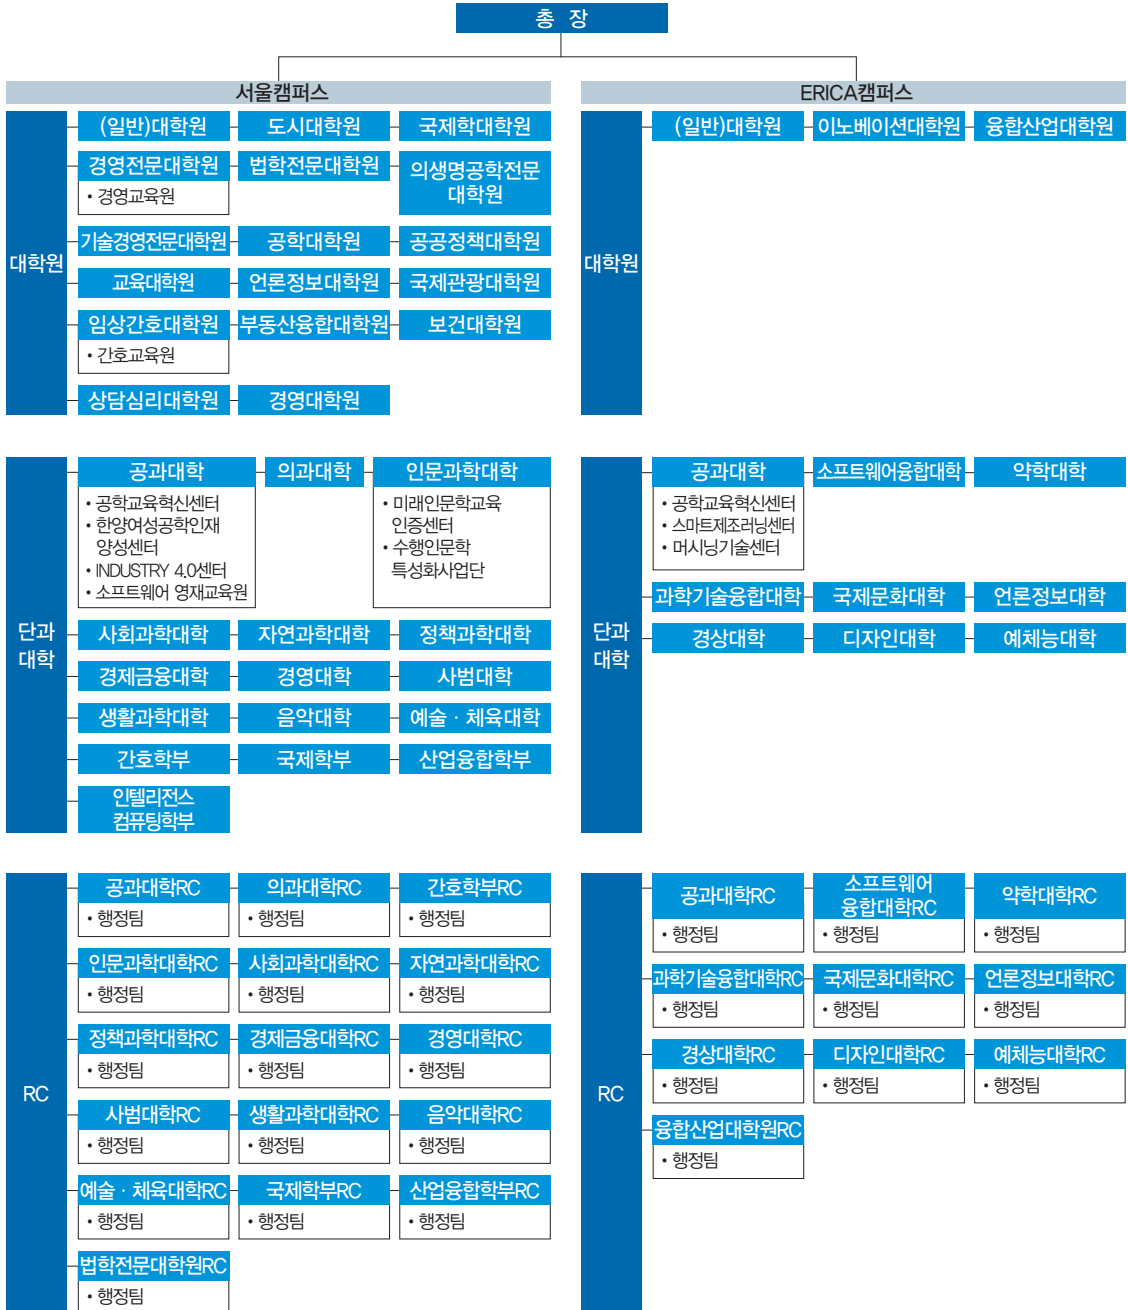 총 장
서울캠퍼스
대학원
(일반)대학원
도시대학원
국제학대학원
경영전문대학원
• 경영교육원
법학전문대학원
의생명공학전문
대학원
기술경영전문대학원
공학대학원
공공정책대학원
교육대학원
언론정보대학원
국제관광대학원
임상간호대학원
• 간호교육원
부동산융합대학원
보건대학원
상담심리대학원
경영대학원
단과
대학
공과대학
• 공학교육혁신센터
• 한양여성공학인재
양성센터
• INDUSTRY 4.0센터
• 소프트웨어 영재교육원
의과대학
인문과학대학
• 미래인문학교육
인증센터
• 수행인문학
특성화사업단
사회과학대학
자연과학대학
정책과학대학
경제금융대학
경영대학
사범대학
생활과학대학
음악대학
예술 · 체육대학
간호학부
국제학부
산업융합학부
인텔리전스
컴퓨팅학부
RC
공과대학RC
• 행정팀
의과대학RC
• 행정팀
간호학부RC
• 행정팀
인문과학대학RC
• 행정팀
사회과학대학RC
• 행정팀
자연과학대학RC
• 행정팀
정책과학대학RC
• 행정팀
경제금융대학RC
• 행정팀
경영대학RC
• 행정팀
사범대학RC
• 행정팀
생활과학대학RC
• 행정팀
음악대학RC
• 행정팀
예술 · 체육대학RC
• 행정팀
국제학부RC
• 행정팀
산업융합학부RC
• 행정팀
법학전문대학원RC
• 행정팀
ERICA캠퍼스
대학원
(일반)대학원
이노베이션대학원
융합산업대학원
단과
대학
공과대학
• 공학교육혁신센터
• 스마트제조러닝센터
• 머시닝기술센터
소프트웨어융합대학
약학대학
과학기술융합대학
국제문화대학
언론정보대학
경상대학
디자인대학
예체능대학
RC
공과대학RC
• 행정팀
소프트웨어
융합대학RC
• 행정팀
약학대학RC
• 행정팀
과학기술융합대학RC
• 행정팀
국제문화대학RC
• 행정팀
언론정보대학RC
• 행정팀
경상대학RC
• 행정팀
디자인대학RC
• 행정팀
예체능대학RC
• 행정팀
융합산업대학원RC
• 행정팀